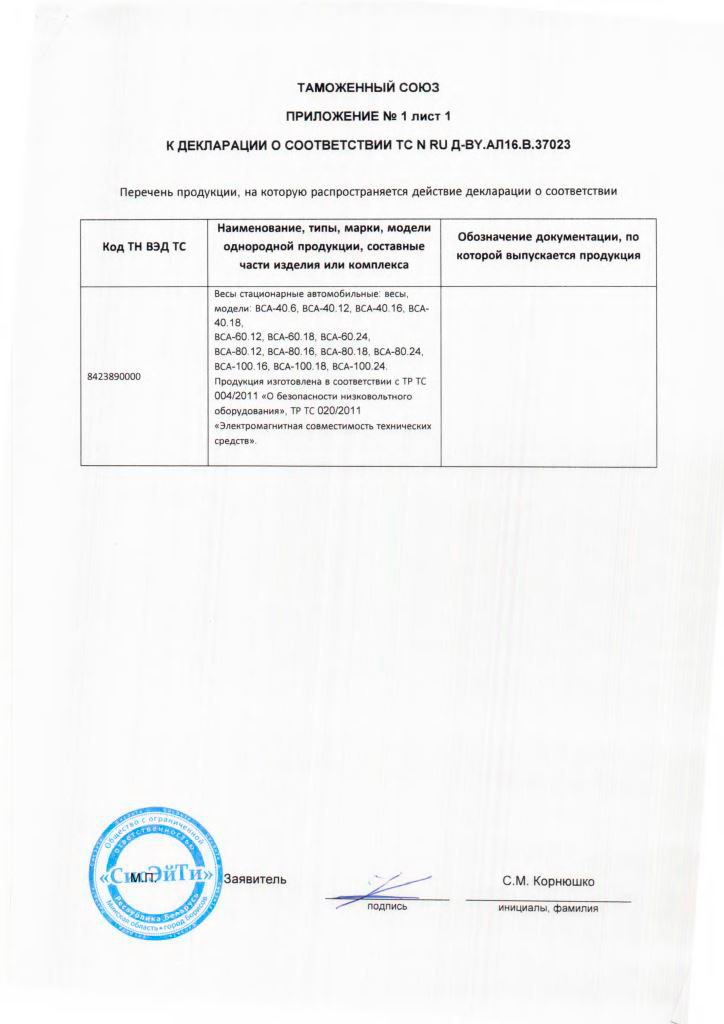 ТАМОЖЕННЫЙ СОЮЗ
ПРИЛОЖЕНИЕ № 1 лист 1
К ДЕКЛАРАЦИИ О СООТВЕТСТВИИ ТС N RU Д-BY.АЛ16.В.37023
Перечень продукции, на которую распространяется действие декларации о соответствии
Код ТН ВЭД ТС
Наименование, типы, марки, модели
однородной продукции, составные
части изделия или комплекса
Обозначение документации, по
которой выпускается продукция
8423890000
Весы стационарные автомобильные: весы,
модели: ВСА-40.6, ВСА-40.12, ВСА-40.16, ВСА-
40.18,
ВСА-60.12, ВСА-60.18, ВСА-60.24,
ВСА-80.12, ВСА-80.16, ВСА-80.18, ВСА-80.24,
ВСА-100.16, ВСА-100.18, ВСА-100.24.
Продукция изготовлена в соответствии с ТР ТС
004/2011 «О безопасности низковольтного
оборудования», ТР ТС 020/2011
«Электромагнитная совместимость технических
средств».
Общество с ограниченной
ответственностью
М.П.
Республика Беларусь
Минская область • город Борисов
Заявитель
подпись
С.М. Корнюшко
инициалы, фамилия